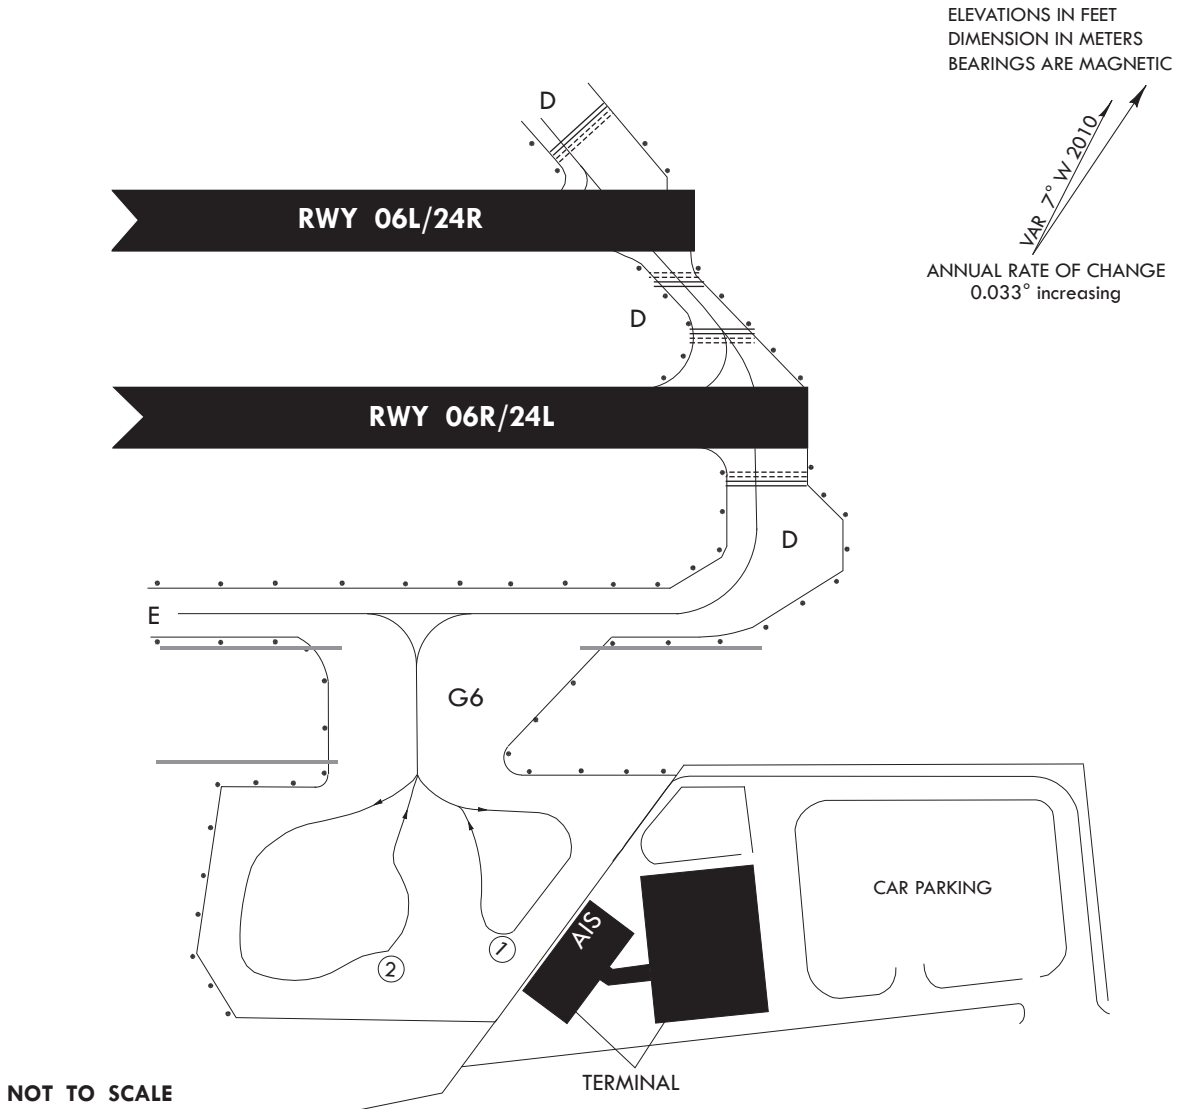 ELEVATIONS IN FEET
DIMENSION IN METERS
BEARINGS ARE MAGNETIC
D
VAR 7° W 2010
RWY 06L/24R
ANNUAL RATE OF CHANGE
0.033° increasing
D
RWY 06R/24L
D
E
G6
CAR PARKING
AIS
1
2
TERMINAL
NOT TO SCALE